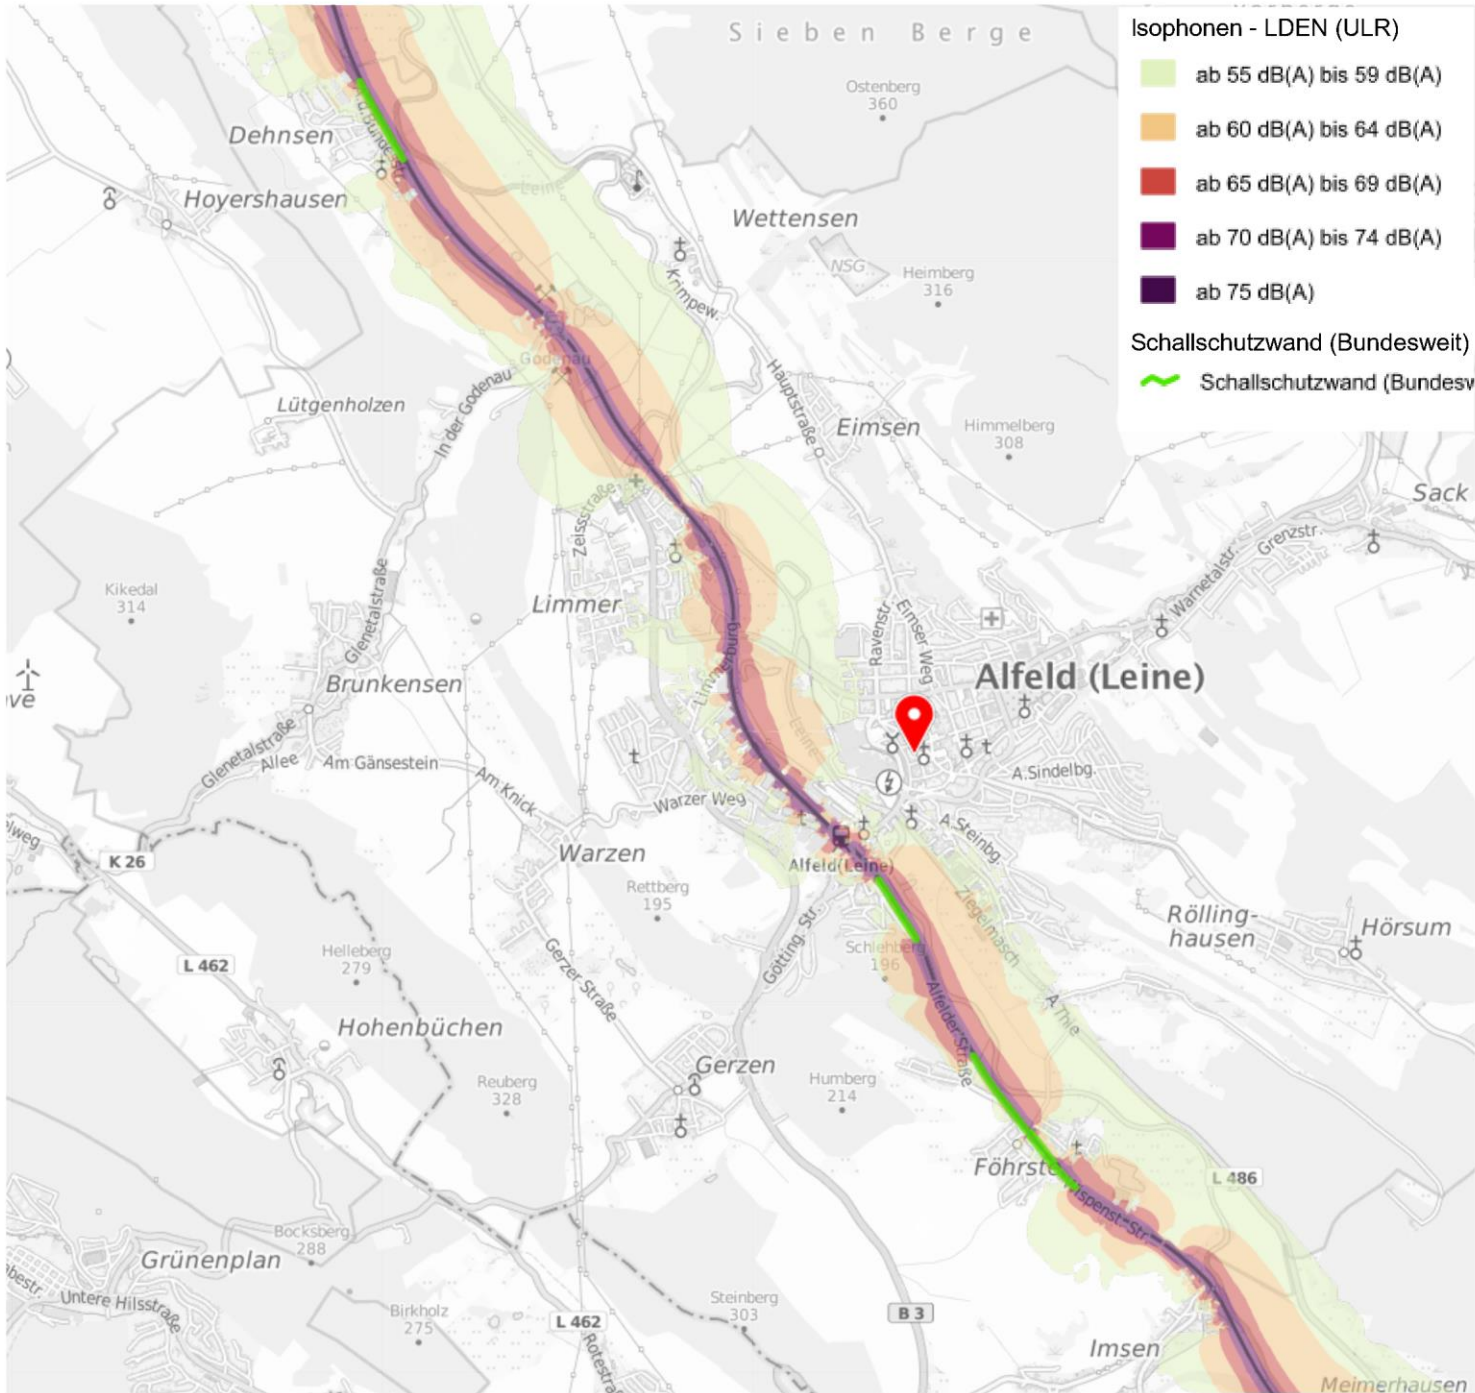 Sieben Berge
Isophonen - LDEN (ULR)
ab 55 dB(A) bis 59 dB(A)
ab 60 dB(A) bis 64 dB(A)
ab 65 dB(A) bis 69 dB(A)
ab 70 dB(A) bis 74 dB(A)
ab 75 dB(A)
Schallschutzwand (Bundesweit)
Schallschutzwand (Bundesw
Ostenberg
360
Dehnsen
Leine
Hoyershausen
Wettensen
NSG
Heimberg
316
Krimpew.
Godenau
Lütgenholzen
In der Godenau
Hauptstraße
Eimsen
Himmelberg
308
Sack
Zeissstraße
Grenzstr.
Warnetalstr.
Kikedal
314
Glenetalstraße
Limmer
Ravenstr.
Eimser Weg
Alfeld (Leine)
Brunkensen
Leine
Glenetalstraße
Allee
Am Gänsestein
Am Knick
A.Sindelbg.
Warzer Weg
A.Steinbg.
K 26
Warzen
Alfeld(Leine)
Rettberg
195
Ziegelmasch
Rölling-
hausen
Hörsum
Götting. Str.
Schlehberg
196
Helleberg
279
L 462
Gerzer Straße
Alfelder Straße
A. Thie
Hohenbüchen
Gerzen
Reuberg
328
Humberg
214
Föhrste
L 486
Ispenst. Str.
Bocksberg
288
Grünenplan
Untere Hilsstraße
Birkholz
275
L 462
Rotestraß
Steinberg
303
B 3
Imsen
Meimerhausen